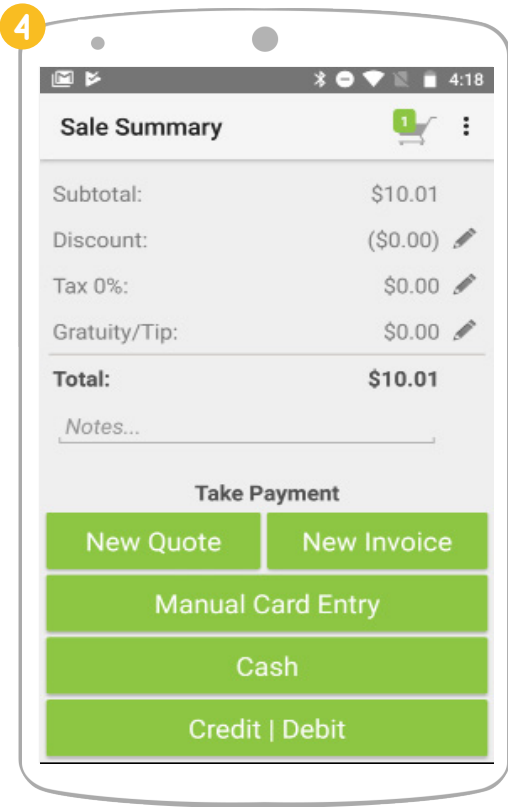 4
4:18
Sale Summary
1
Subtotal: $10.01
Discount: ($0.00)
Tax 0%: $0.00
Gratuity/Tip: $0.00
Total: $10.01
Notes...
Take Payment
New Quote New Invoice
Manual Card Entry
Cash
Credit | Debit